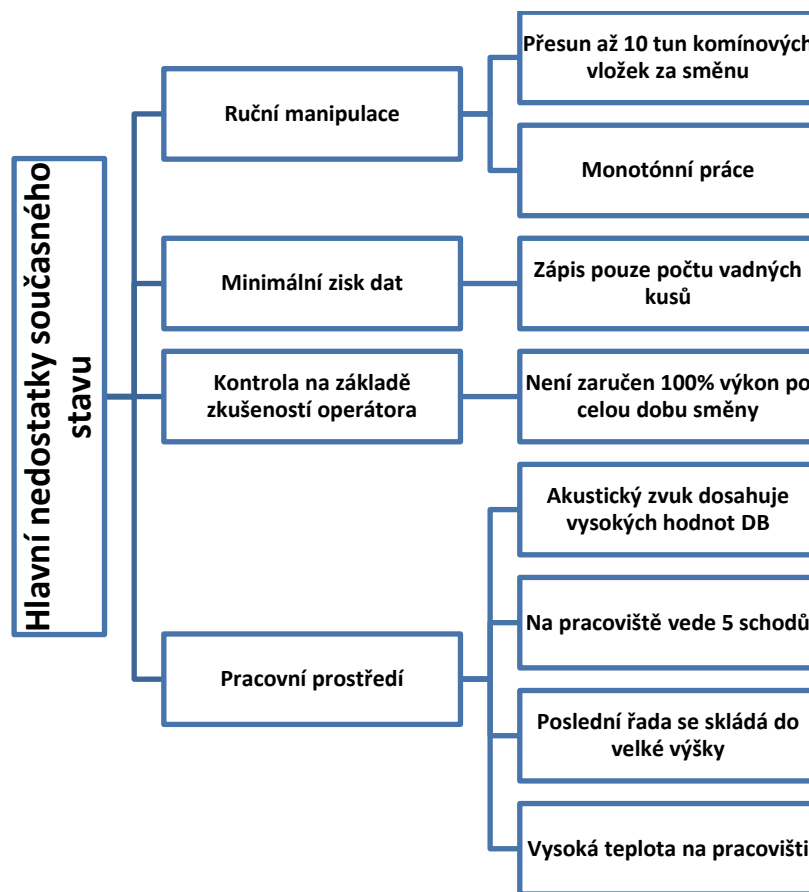 Hlavní nedostatky současného
stavu
Ruční manipulace
Přesun až 10 tun komínových
vložek za směnu
Monotónní práce
Minimální zisk dat
Zápis pouze počtu vadných
kusů
Kontrola na základě
zkušeností operátora
Není zaručen 100% výkon po
celou dobu směny
Pracovní prostředí
Akustický zvuk dosahuje
vysokých hodnot DB
Na pracoviště vede 5 schodů
Poslední řada se skládá do
velké výšky
Vysoká teplota na pracovišti